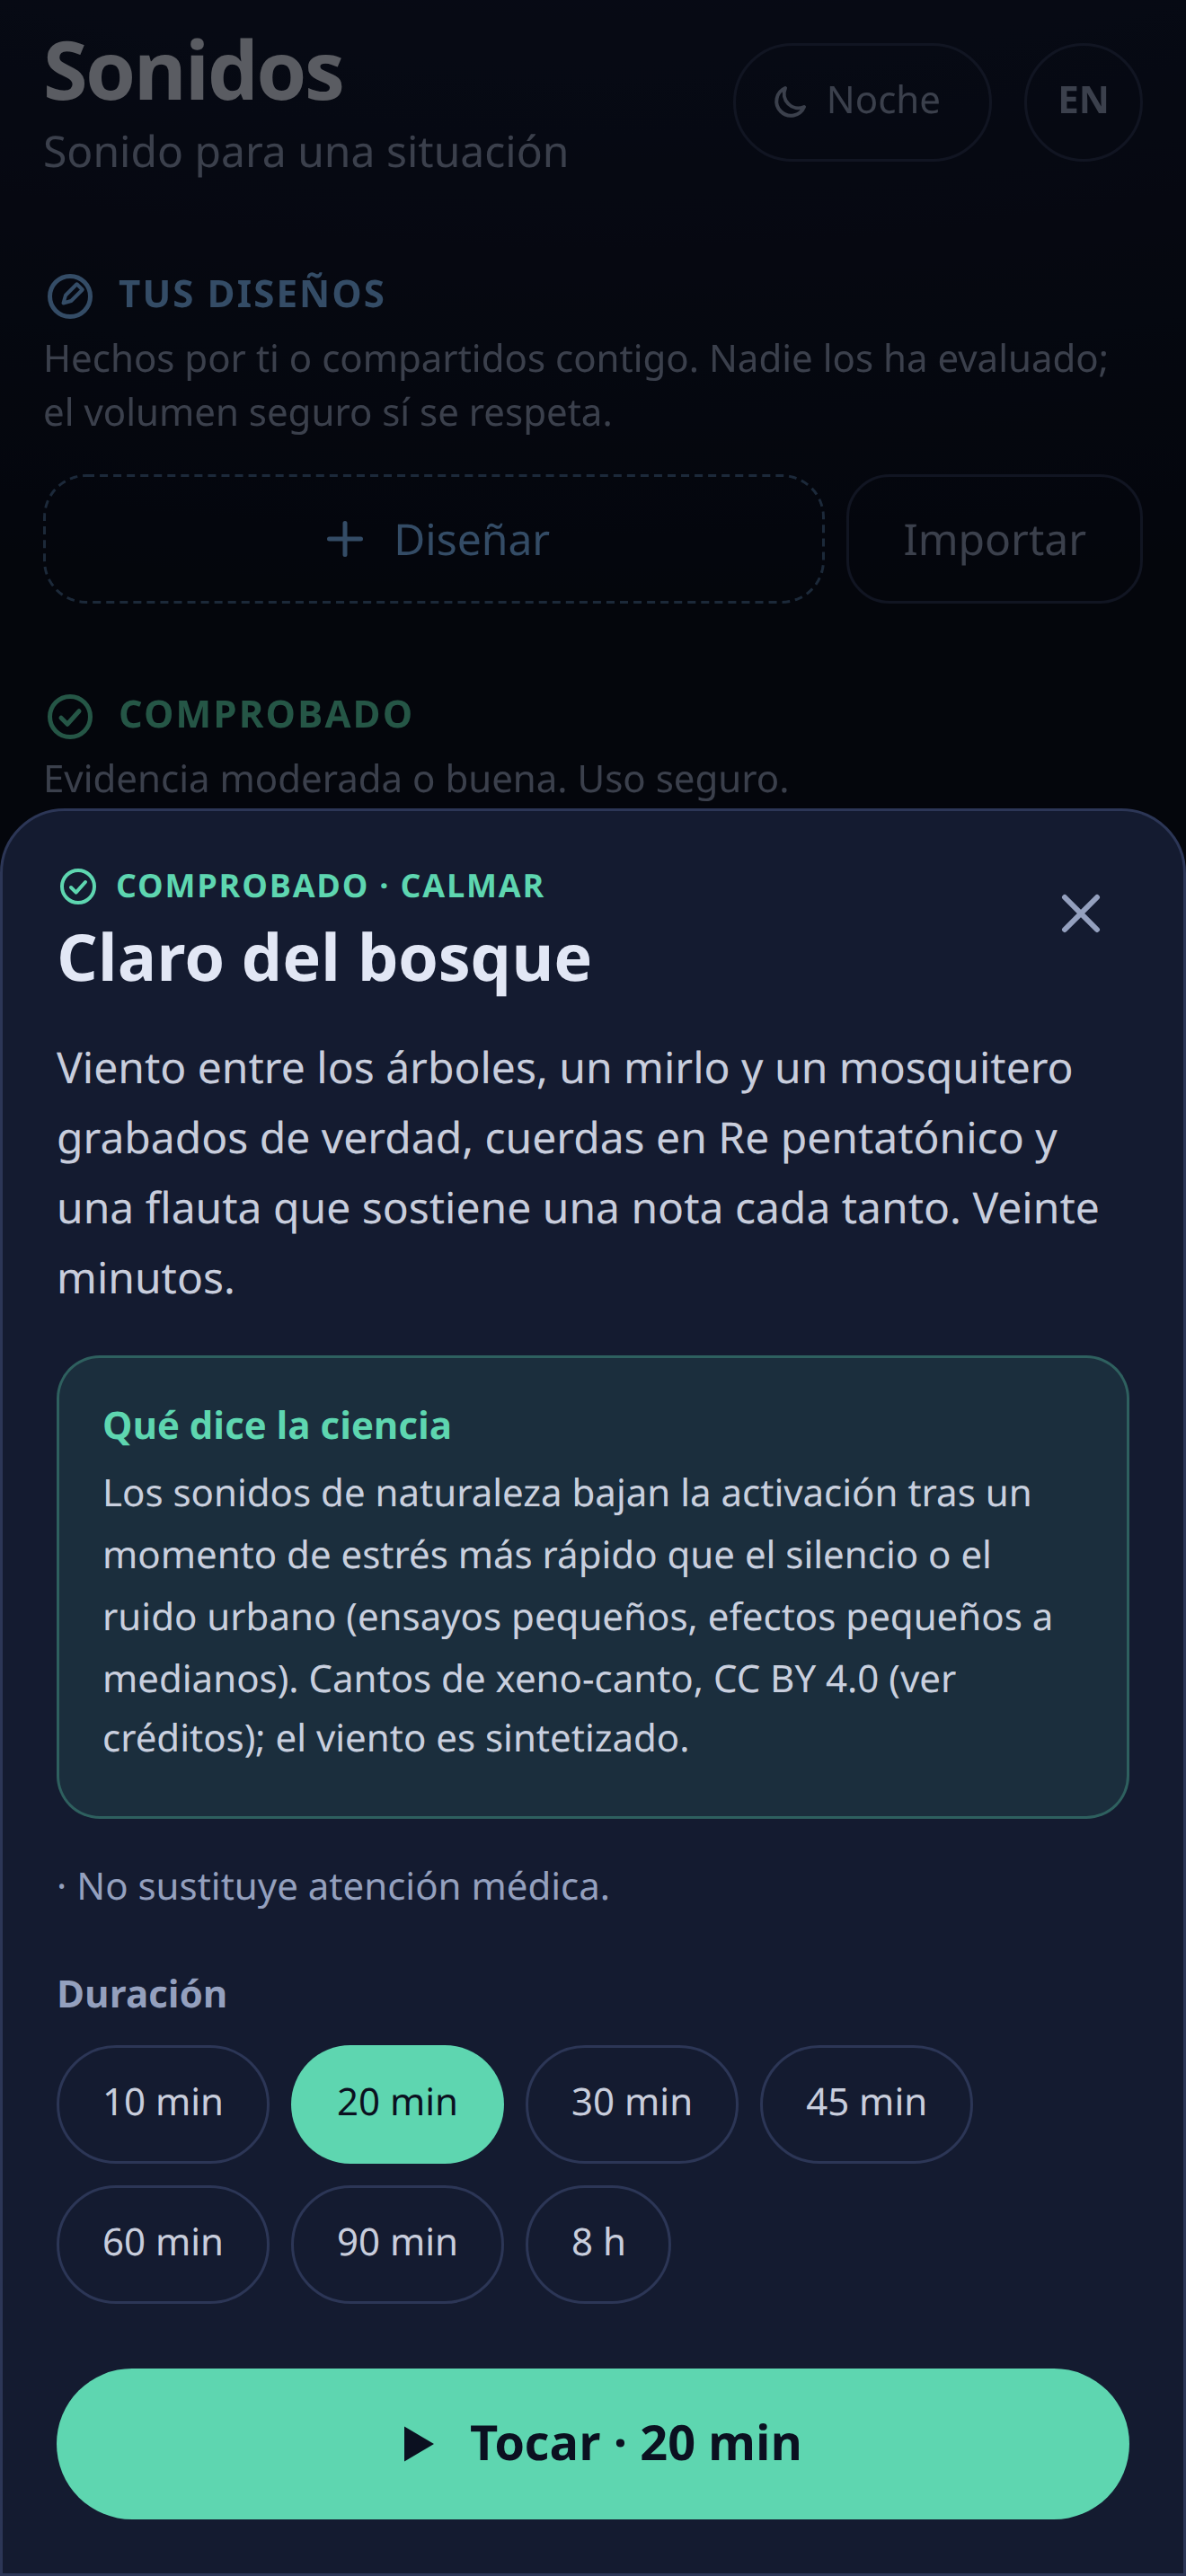 Sonidos
Noche
EN
Sonido para una situación
TUS DISEÑOS
Hechos por ti o compartidos contigo. Nadie los ha evaluado;
el volumen seguro sí se respeta.
+ Diseñar
Importar
COMPROBADO
Evidencia moderada o buena. Uso seguro.
COMPROBADO · CALMAR
Claro del bosque
Viento entre los árboles, un mirlo y un mosquitero
grabados de verdad, cuerdas en Re pentatónico y
una flauta que sostiene una nota cada tanto. Veinte
minutos.
Qué dice la ciencia
Los sonidos de naturaleza bajan la activación tras un
momento de estrés más rápido que el silencio o el
ruido urbano (ensayos pequeños, efectos pequeños a
medianos). Cantos de xeno-canto, CC BY 4.0 (ver
créditos); el viento es sintetizado.
· No sustituye atención médica.
Duración
10 min
20 min
30 min
45 min
60 min
90 min
8 h
Tocar · 20 min